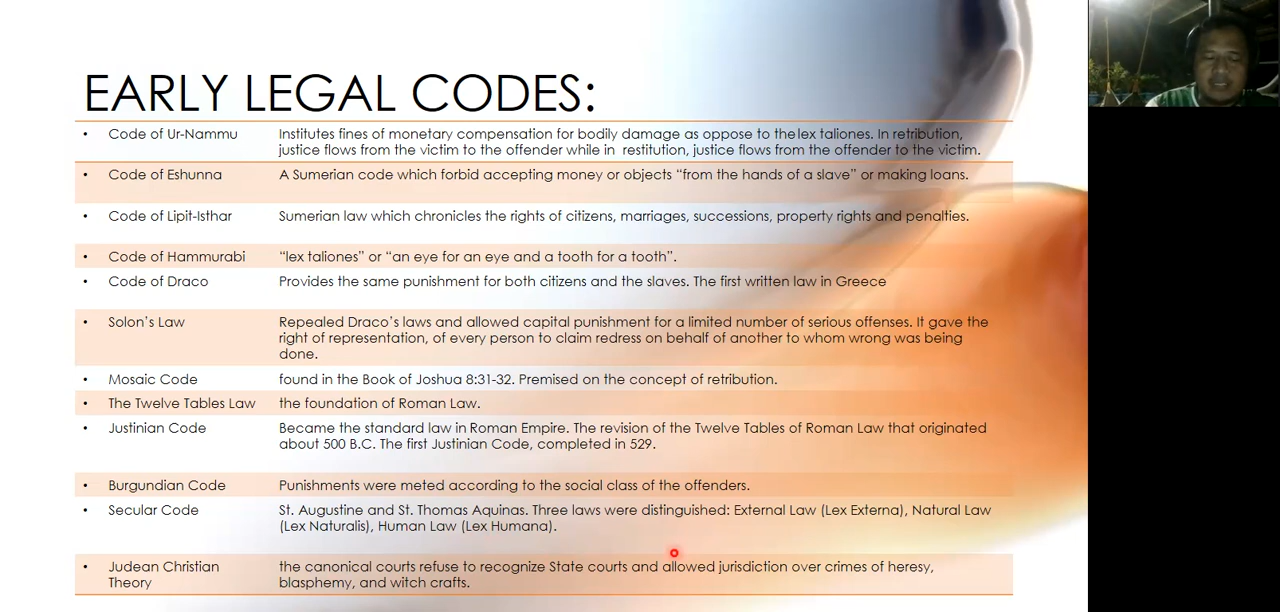 EARLY LEGAL CODES:
• Code of Ur-Nammu Institutes fines of monetary compensation for bodily damage as oppose to the lex taliones. In retribution,
justice flows from the victim to the offender while in restitution, justice flows from the offender to the victim.
• Code of Eshunna A Sumerian code which forbid accepting money or objects “from the hands of a slave” or making loans.
• Code of Lipit-Isthar Sumerian law which chronicles the rights of citizens, marriages, successions, property rights and penalties.
• Code of Hammurabi “lex taliones” or “an eye for an eye and a tooth for a tooth”.
• Code of Draco Provides the same punishment for both citizens and the slaves. The first written law in Greece
• Solon’s Law Repealed Draco’s laws and allowed capital punishment for a limited number of serious offenses. It gave the
right of representation, of every person to claim redress on behalf of another to whom wrong was being
done.
• Mosaic Code found in the Book of Joshua 8:31-32. Premised on the concept of retribution.
• The Twelve Tables Law the foundation of Roman Law.
• Justinian Code Became the standard law in Roman Empire. The revision of the Twelve Tables of Roman Law that originated
about 500 B.C. The first Justinian Code, completed in 529.
• Burgundian Code Punishments were meted according to the social class of the offenders.
• Secular Code St. Augustine and St. Thomas Aquinas. Three laws were distinguished: External Law (Lex Externa), Natural Law
(Lex Naturalis), Human Law (Lex Humana).
• Judean Christian the canonical courts refuse to recognize State courts and allowed jurisdiction over crimes of heresy,
Theory blasphemy, and witch crafts.